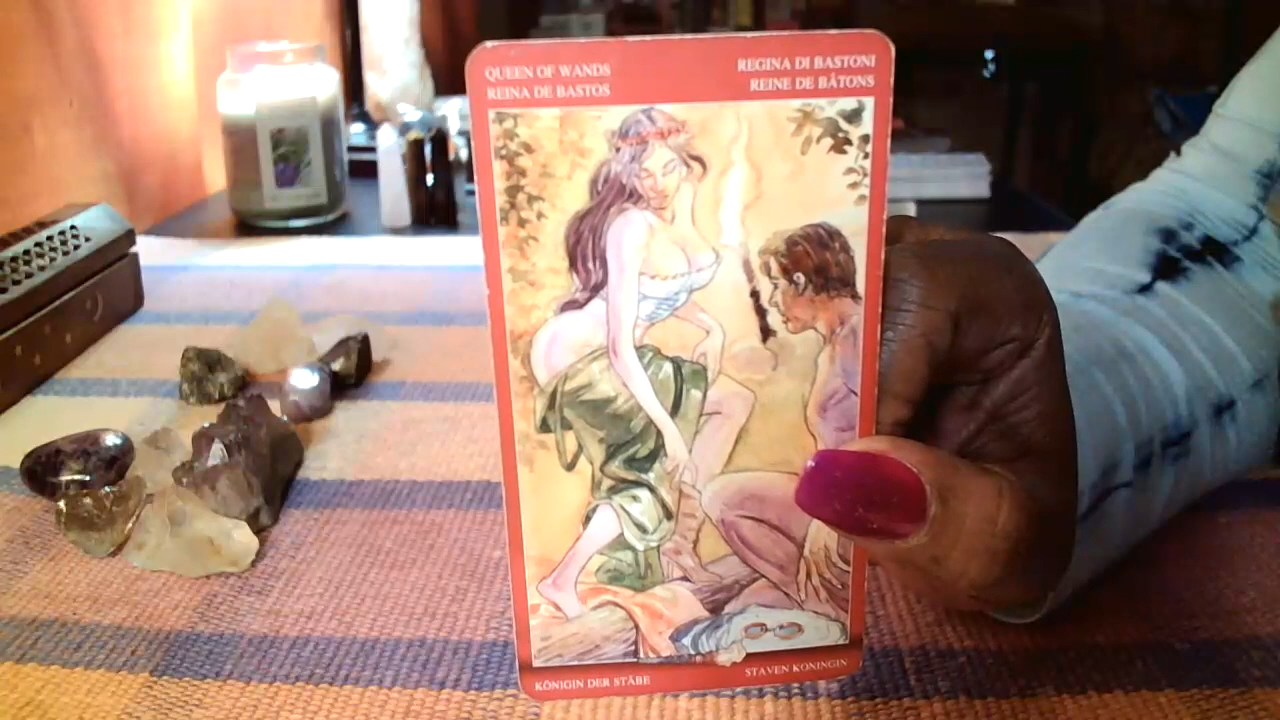 QUEEN OF WANDS
REINA DE BASTOS
REGINA DI BASTONI
REINE DE BÂTONS
KÖNIGIN DER STÄBE
STAVEN KONINGIN